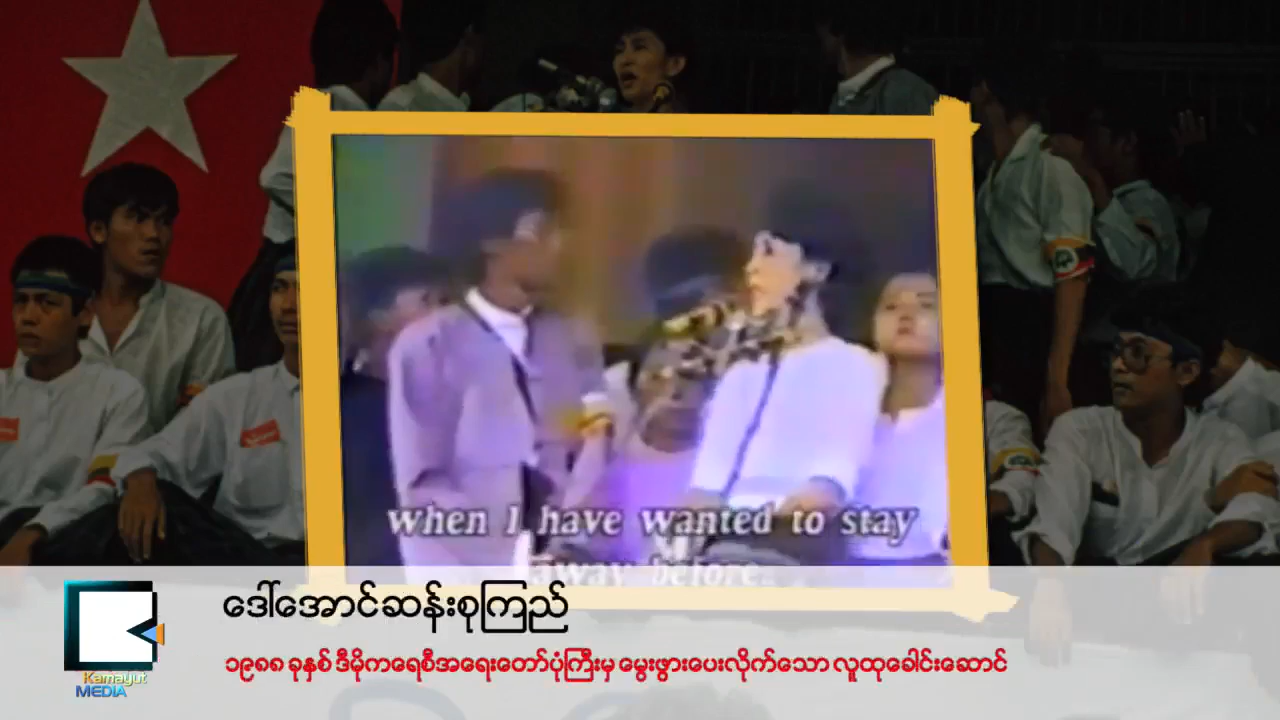 when I have wanted to stay
away before.
ဒေါ်အောင်ဆန်းစုကြည်
၁၉၈၈ ခုနှစ် ဒီမိုကရေစီအရေးတော်ပုံကြီးမှ မွေးဖွားပေးလိုက်သော လူထုခေါင်းဆောင်
Kamayut
MEDIA